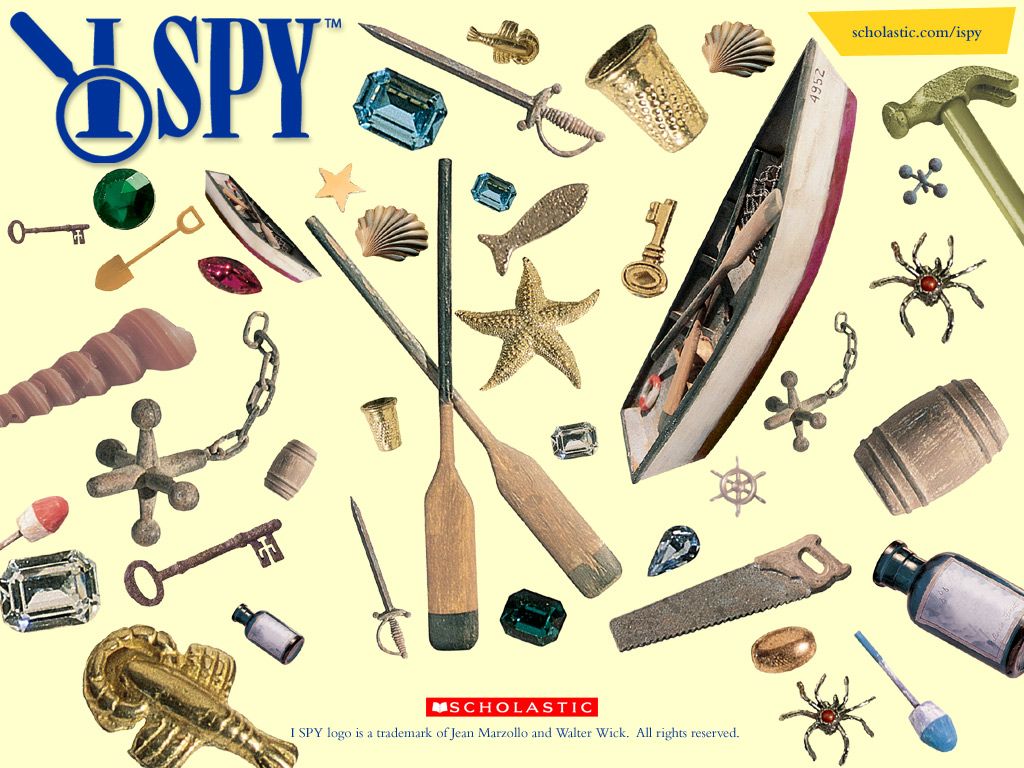 I SPY™
scholastic.com/ispy
4952
SCHOLASTIC
I SPY logo is a trademark of Jean Marzollo and Walter Wick. All rights reserved.